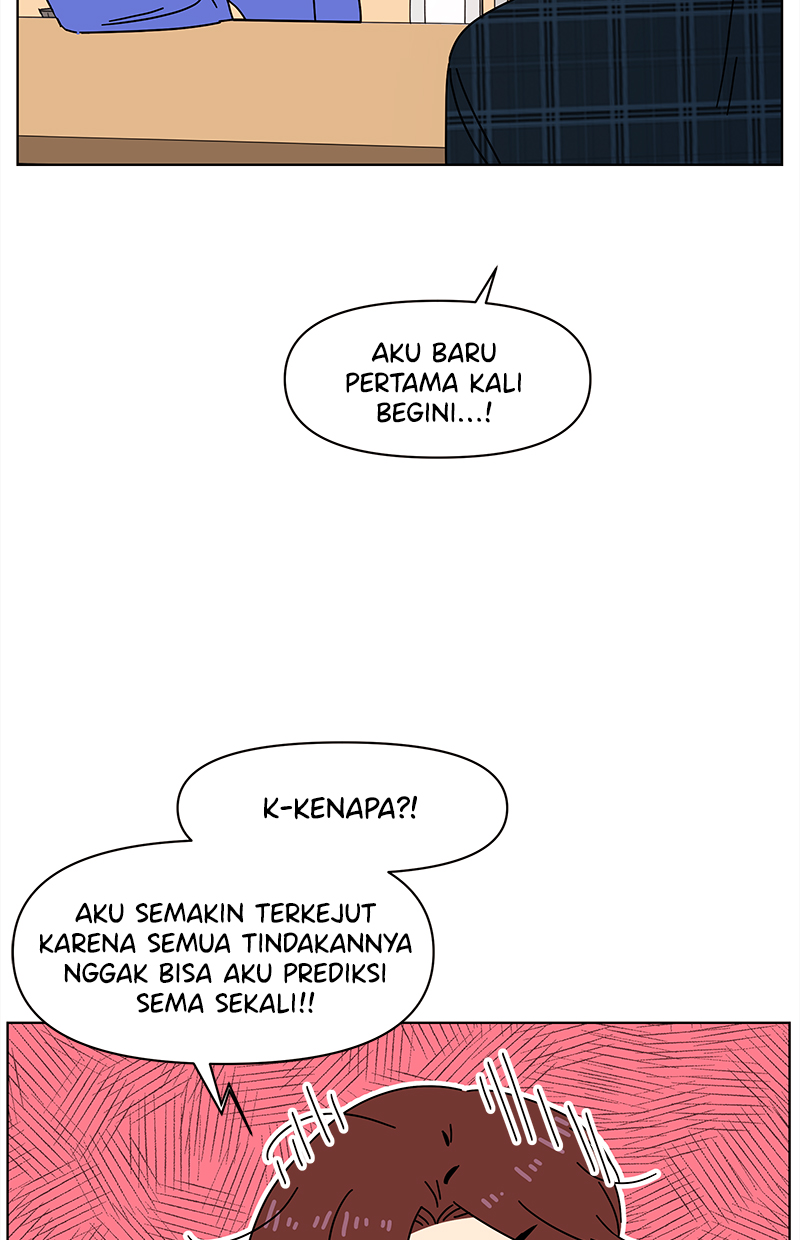 AKU BARU
PERTAMA KALI
BEGINI...!
K-KENAPA?!
AKU SEMAKIN TERKEJUT
KARENA SEMUA TINDAKANNYA
NGGAK BISA AKU PREDIKSI
SEMA SEKALI!!